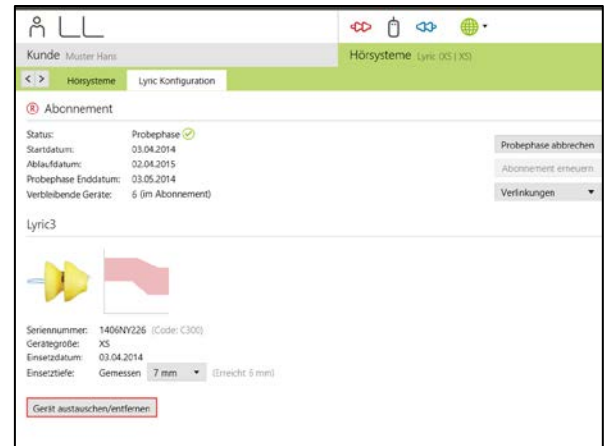 Kunde Muster Hans
Hörsysteme Lyric (XS | XS)
< > Hörsysteme Lyric Konfiguration
R Abonnement
Status: Probephase
Startdatum: 03.04.2014
Ablaufdatum: 02.04.2015
Probephase Enddatum: 03.05.2014
Verbleibende Geräte: 6 (im Abonnement)
Probephase abbrechen
Abonnement erneuern
Verlinkungen
Lyric3
Seriennummer: 1406NY226 (Code: C300)
Gerätegröße: XS
Einsetzdatum: 03.04.2014
Einsetztiefe: Gemessen 7 mm (Erreicht 6 mm)
Gerät austauschen/entfernen